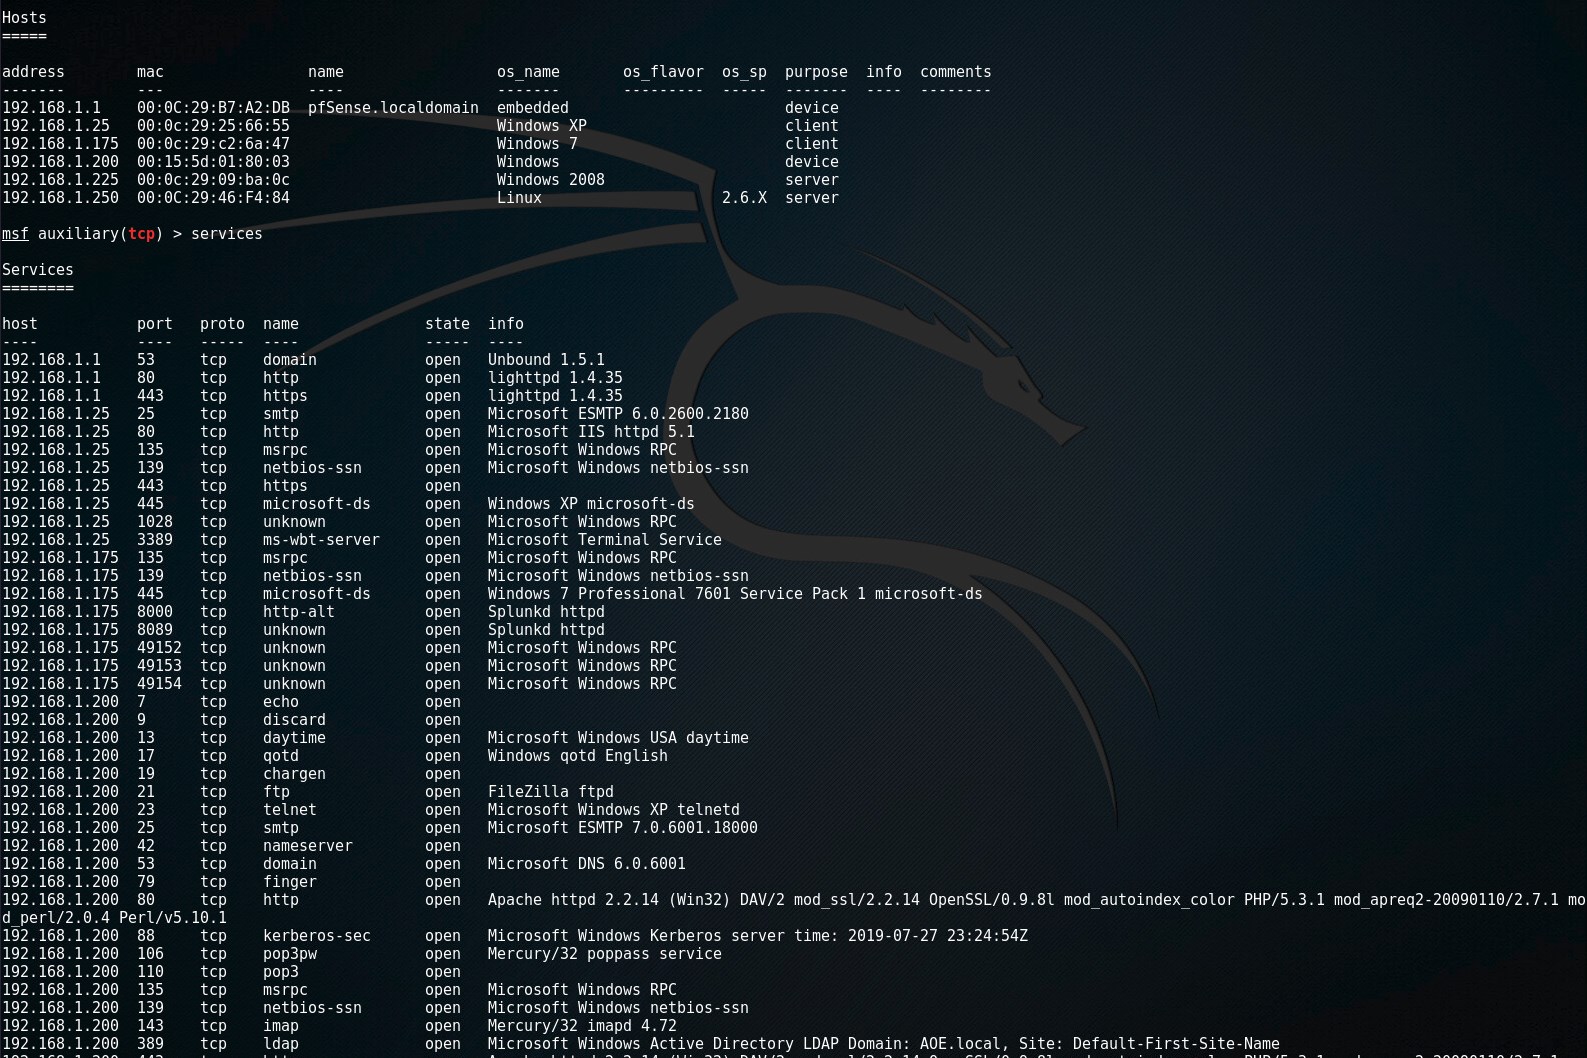 Hosts
=====
address mac name os_name os_flavor os_sp purpose info comments
------- --- ---- ------- --------- ----- ------- ---- --------
192.168.1.1 00:0C:29:B7:A2:DB pfSense.localdomain embedded device
192.168.1.25 00:0c:29:25:66:55 Windows XP client
192.168.1.175 00:0c:29:c2:6a:47 Windows 7 client
192.168.1.200 00:15:5d:01:80:03 Windows device
192.168.1.225 00:0c:29:09:ba:0c Windows 2008 server
192.168.1.250 00:0C:29:46:F4:84 Linux 2.6.X server
msf auxiliary(tcp) > services
Services
========
host port proto name state info
---- ---- ----- ---- ----- ----
192.168.1.1 53 tcp domain open Unbound 1.5.1
192.168.1.1 80 tcp http open lighttpd 1.4.35
192.168.1.1 443 tcp https open lighttpd 1.4.35
192.168.1.25 25 tcp smtp open Microsoft ESMTP 6.0.2600.2180
192.168.1.25 80 tcp http open Microsoft IIS httpd 5.1
192.168.1.25 135 tcp msrpc open Microsoft Windows RPC
192.168.1.25 139 tcp netbios-ssn open Microsoft Windows netbios-ssn
192.168.1.25 443 tcp https open
192.168.1.25 445 tcp microsoft-ds open Windows XP microsoft-ds
192.168.1.25 1028 tcp unknown open Microsoft Windows RPC
192.168.1.25 3389 tcp ms-wbt-server open Microsoft Terminal Service
192.168.1.175 135 tcp msrpc open Microsoft Windows RPC
192.168.1.175 139 tcp netbios-ssn open Microsoft Windows netbios-ssn
192.168.1.175 445 tcp microsoft-ds open Windows 7 Professional 7601 Service Pack 1 microsoft-ds
192.168.1.175 8000 tcp http-alt open Splunkd httpd
192.168.1.175 8089 tcp unknown open Splunkd httpd
192.168.1.175 49152 tcp unknown open Microsoft Windows RPC
192.168.1.175 49153 tcp unknown open Microsoft Windows RPC
192.168.1.175 49154 tcp unknown open Microsoft Windows RPC
192.168.1.200 7 tcp echo open
192.168.1.200 9 tcp discard open
192.168.1.200 13 tcp daytime open Microsoft Windows USA daytime
192.168.1.200 17 tcp qotd open Windows qotd English
192.168.1.200 19 tcp chargen open
192.168.1.200 21 tcp ftp open FileZilla ftpd
192.168.1.200 23 tcp telnet open Microsoft Windows XP telnetd
192.168.1.200 25 tcp smtp open Microsoft ESMTP 7.0.6001.18000
192.168.1.200 42 tcp nameserver open
192.168.1.200 53 tcp domain open Microsoft DNS 6.0.6001
192.168.1.200 79 tcp finger open
192.168.1.200 80 tcp http open Apache httpd 2.2.14 (Win32) DAV/2 mod_ssl/2.2.14 OpenSSL/0.9.8l mod_autoindex_color PHP/5.3.1 mod_apreq2-20090110/2.7.1 mo
d_perl/2.0.4 Perl/v5.10.1
192.168.1.200 88 tcp kerberos-sec open Microsoft Windows Kerberos server time: 2019-07-27 23:24:54Z
192.168.1.200 106 tcp pop3pw open Mercury/32 poppass service
192.168.1.200 110 tcp pop3 open
192.168.1.200 135 tcp msrpc open Microsoft Windows RPC
192.168.1.200 139 tcp netbios-ssn open Microsoft Windows netbios-ssn
192.168.1.200 143 tcp imap open Mercury/32 imapd 4.72
192.168.1.200 389 tcp ldap open Microsoft Windows Active Directory LDAP Domain: AOE.local, Site: Default-First-Site-Name